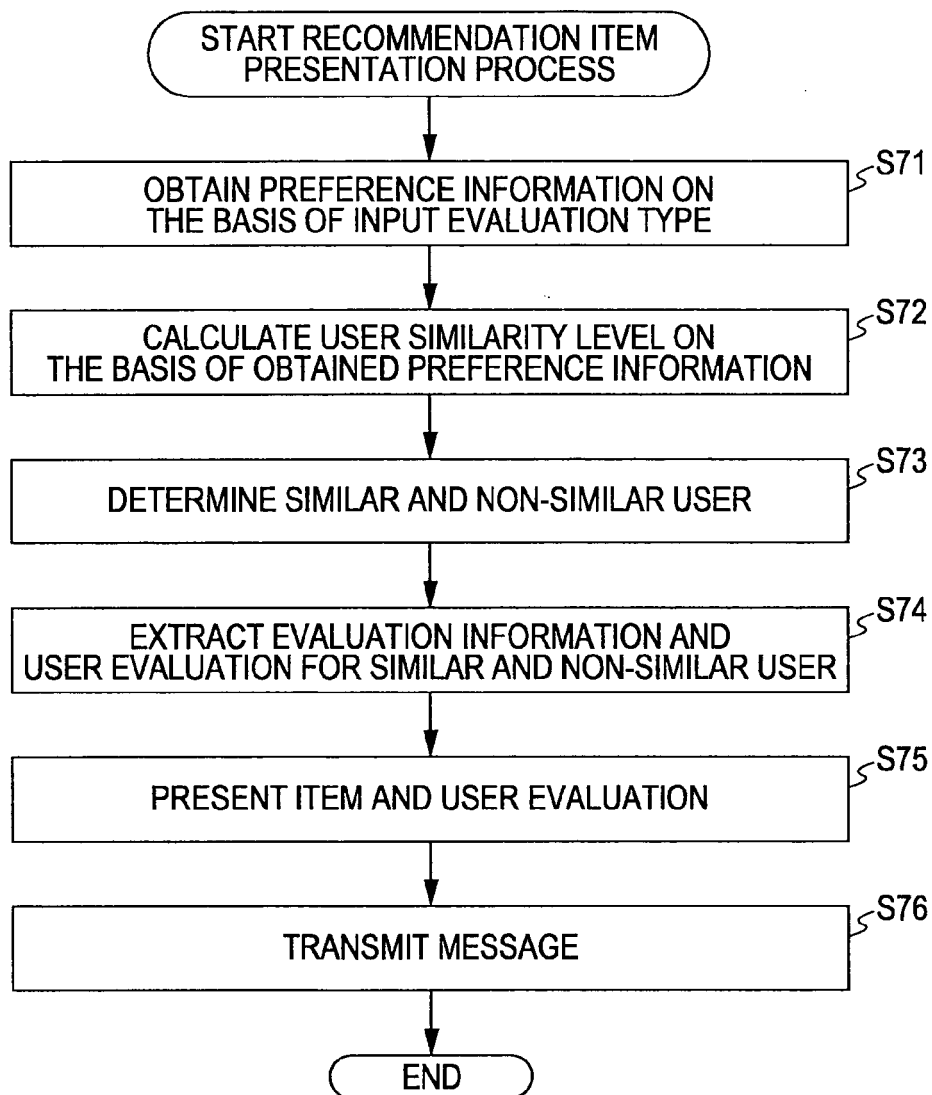 START RECOMMENDATION ITEM
PRESENTATION PROCESS
S71
OBTAIN PREFERENCE INFORMATION ON
THE BASIS OF INPUT EVALUATION TYPE
S72
CALCULATE USER SIMILARITY LEVEL ON
THE BASIS OF OBTAINED PREFERENCE INFORMATION
S73
DETERMINE SIMILAR AND NON-SIMILAR USER
S74
EXTRACT EVALUATION INFORMATION AND
USER EVALUATION FOR SIMILAR AND NON-SIMILAR USER
S75
PRESENT ITEM AND USER EVALUATION
S76
TRANSMIT MESSAGE
END